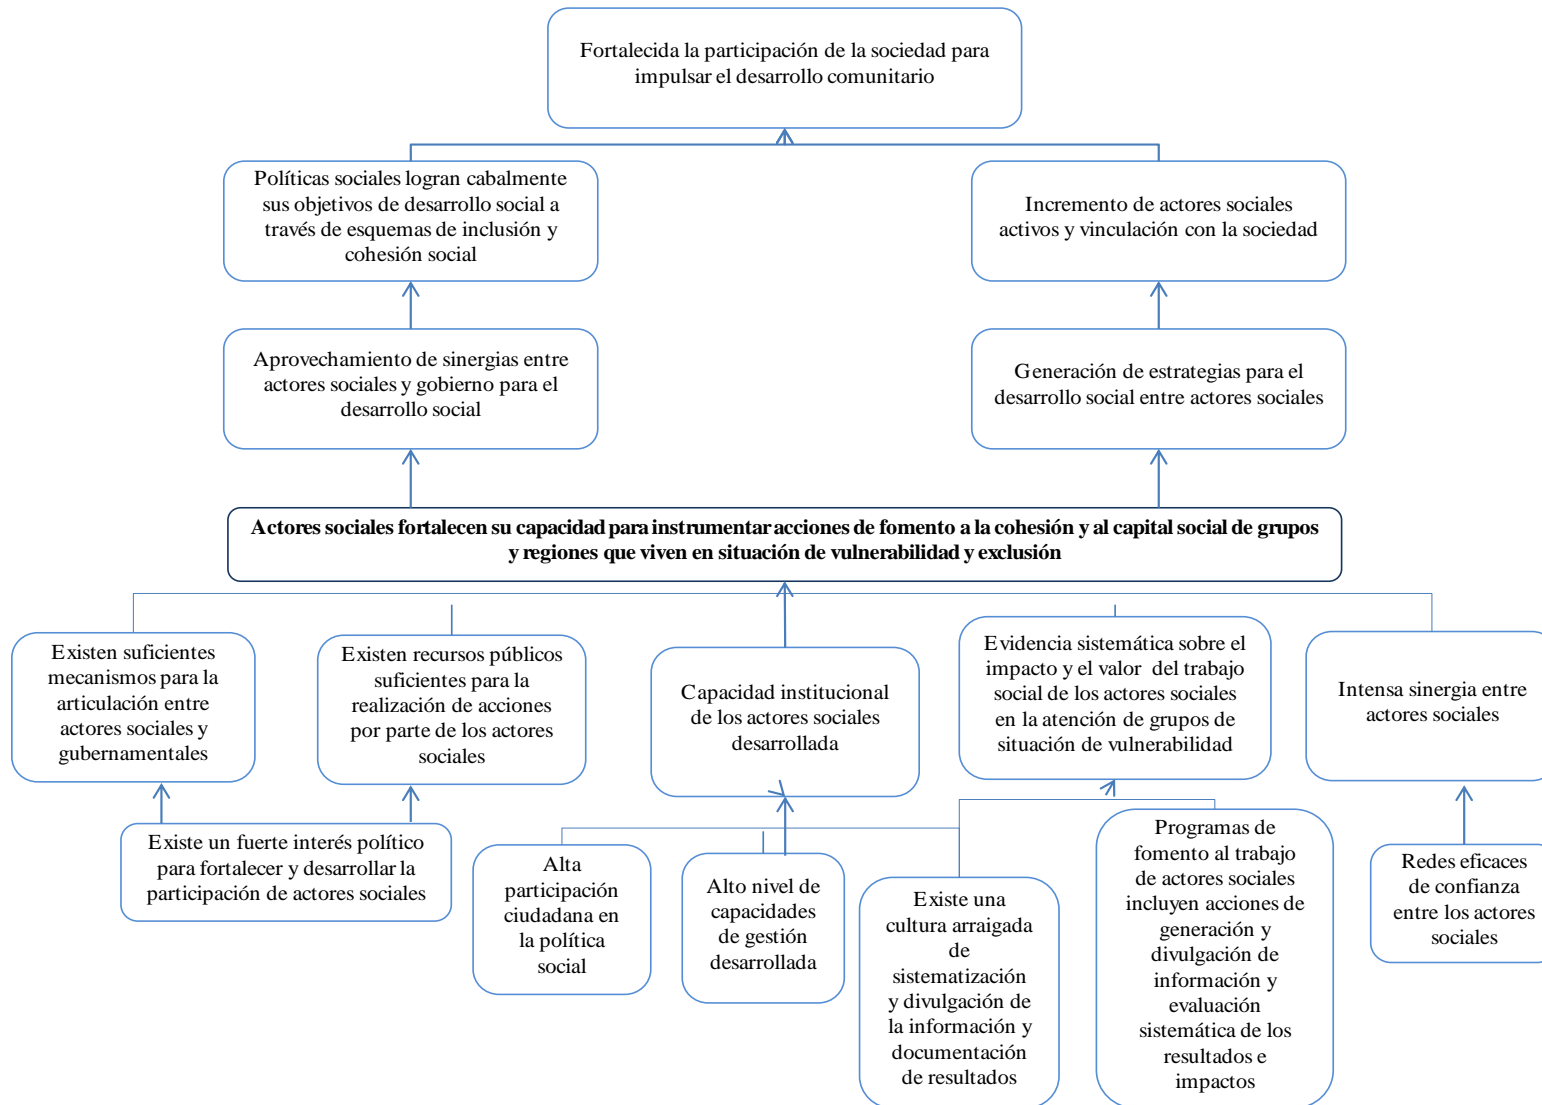 Fortalecida la participación de la sociedad para
impulsar el desarrollo comunitario
Políticas sociales logran cabalmente
sus objetivos de desarrollo social a
través de esquemas de inclusión y
cohesión social
Incremento de actores sociales
activos y vinculación con la sociedad
Aprovechamiento de sinergias entre
actores sociales y gobierno para el
desarrollo social
Generación de estrategias para el
desarrollo social entre actores sociales
Actores sociales fortalecen su capacidad para instrumentar acciones de fomento a la cohesión y al capital social de grupos
y regiones que viven en situación de vulnerabilidad y exclusión
Existen suficientes
mecanismos para la
articulación entre
actores sociales y
gubernamentales
Existen recursos públicos
suficientes para la
realización de acciones
por parte de los actores
sociales
Capacidad institucional
de los actores sociales
desarrollada
Evidencia sistemática sobre el
impacto y el valor del trabajo
social de los actores sociales
en la atención de grupos de
situación de vulnerabilidad
Intensa sinergia entre
actores sociales
Existe un fuerte interés político
para fortalecer y desarrollar la
participación de actores sociales
Alta
participación
ciudadana en
la política
social
Alto nivel de
capacidades
de gestión
desarrollada
Existe una
cultura arraigada
de
sistematización
y divulgación de
la información y
documentación
de resultados
Programas de
fomento al trabajo
de actores sociales
incluyen acciones de
generación y
divulgación de
información y
evaluación
sistemática de los
resultados e
impactos
Redes eficaces
de confianza
entre los actores
sociales